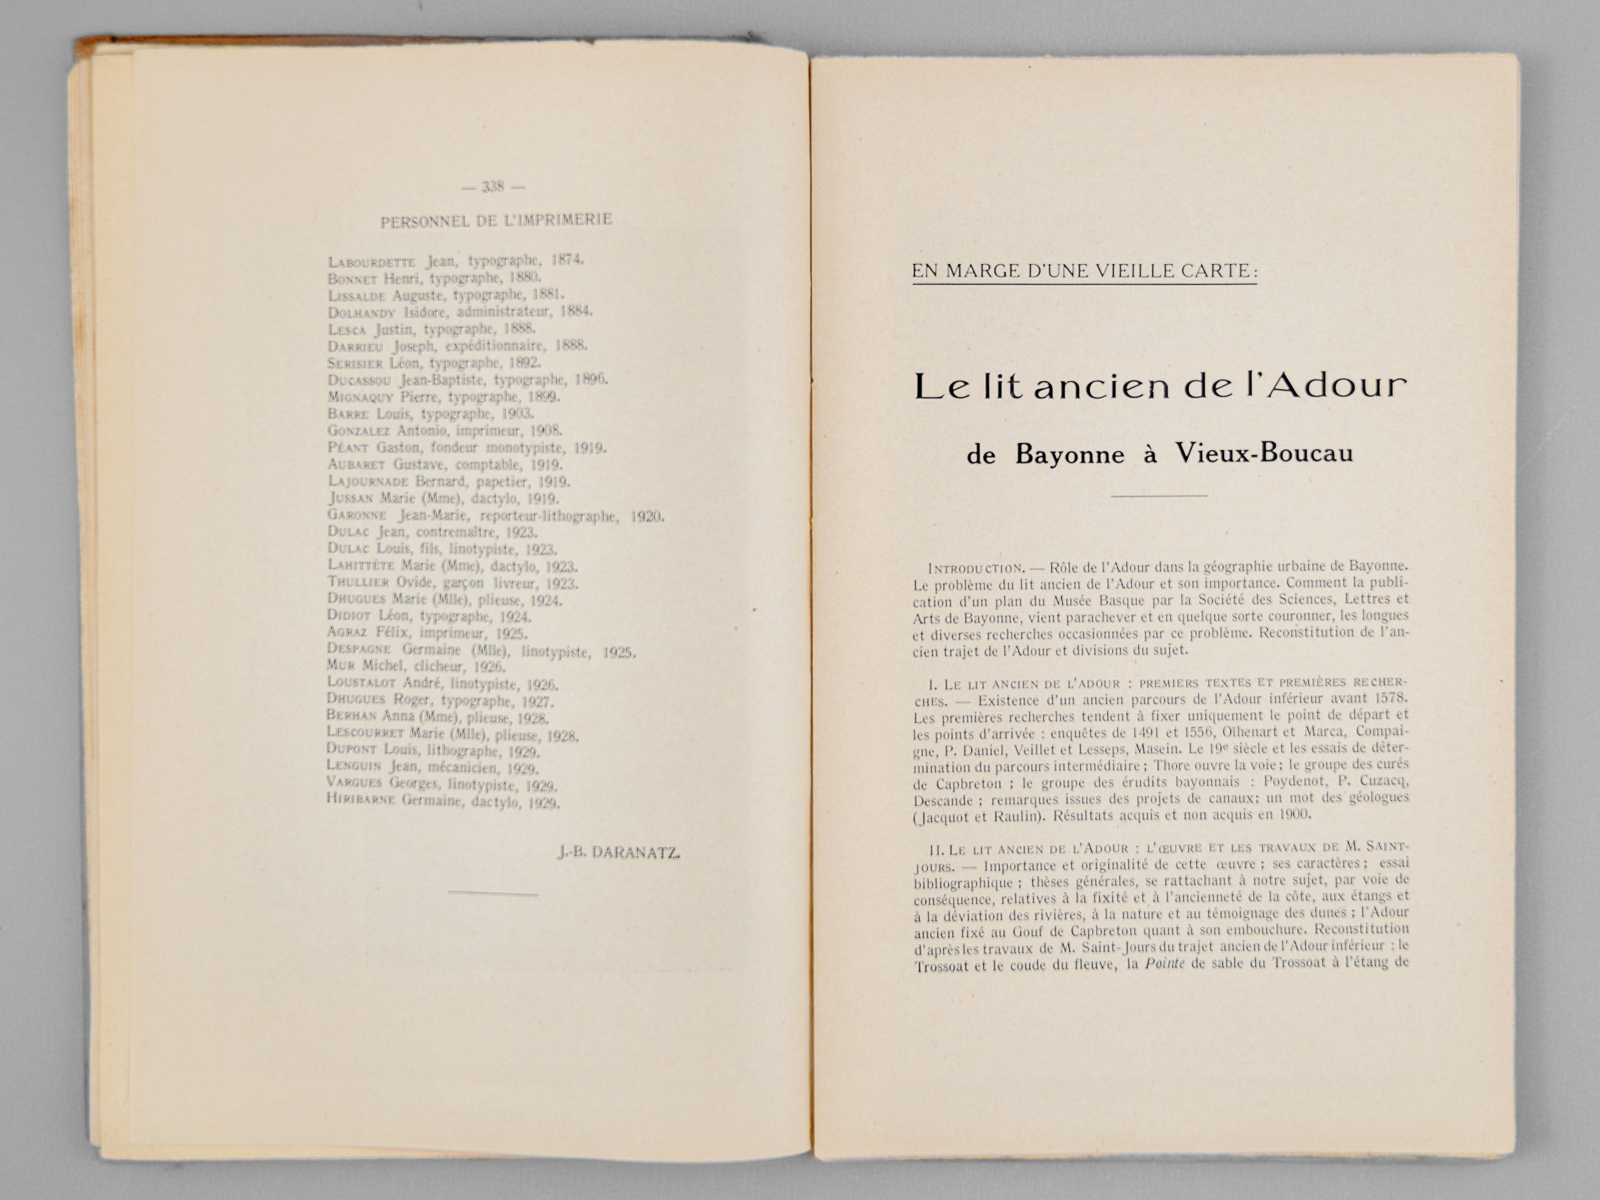 — 338 —
PERSONNEL DE L'IMPRIMERIE
LABOURDETTE Jean, typographe, 1874.
BONNET Henri, typographe, 1880.
LISSALDE Auguste, typographe, 1881.
DOLHANDY Isidore, administrateur, 1884.
LESCA Justin, typographe, 1888.
DARRIEU Joseph, expéditionnaire, 1888.
SERISIER Léon, typographe, 1892.
DUCASSOU Jean-Baptiste, typographe, 1896.
MIGNAQUY Pierre, typographe, 1899.
BARRE Louis, typographe, 1903.
GONZALEZ Antonio, imprimeur, 1908.
PÉANT Gaston, fondeur monotypiste, 1919.
AUBARET Gustave, comptable, 1919.
LAJOURNADE Bernard, papetier, 1919.
JUSSAN Marie (Mme), dactylo, 1919.
GARONNE Jean-Marie, reporteur-lithographe, 1920.
DULAC Jean, contremaître, 1923.
DULAC Louis, fils, linotypiste, 1923.
LAHITTÈTE Marie (Mme), dactylo, 1923.
THULLIER Ovide, garçon livreur, 1923.
DHUGUES Marie (Mlle), plieuse, 1924.
DIDIOT Léon, typographe, 1924.
AGRAZ Félix, imprimeur, 1925.
DESPAGNE Germaine (Mlle), linotypiste, 1925.
MUR Michel, clicheur, 1926.
LOUSTALOT André, linotypiste, 1926.
DHUGUES Roger, typographe, 1927.
BERHAN Anna (Mme), plieuse, 1928.
LESCOURRET Marie (Mlle), plieuse, 1928.
DUPONT Louis, lithographe, 1929.
LENGUIN Jean, mécanicien, 1929.
VARGUES Georges, linotypiste, 1929.
HIRIBARNE Germaine, dactylo, 1929.
J.-B. DARANATZ.
EN MARGE D'UNE VIEILLE CARTE:
Le lit ancien de l'Adour
de Bayonne à Vieux-Boucau
INTRODUCTION. — Rôle de l'Adour dans la géographie urbaine de Bayonne.
Le problème du lit ancien de l'Adour et son importance. Comment la publi-
cation d'un plan du Musée Basque par la Société des Sciences, Lettres et
Arts de Bayonne, vient parachever et en quelque sorte couronner, les longues
et diverses recherches occasionnées par ce problème. Reconstitution de l'an-
cien trajet de l'Adour et divisions du sujet.
I. LE LIT ANCIEN DE L'ADOUR : PREMIERS TEXTES ET PREMIÈRES RECHER-
CHES. — Existence d'un ancien parcours de l'Adour inférieur avant 1578.
Les premières recherches tendent à fixer uniquement le point de départ et
les points d'arrivée : enquêtes de 1491 et 1556, Oïhenart et Marca, Compai-
gne, P. Daniel, Veillet et Lesseps, Masein. Le 19e siècle et les essais de déter-
mination du parcours intermédiaire ; Thore ouvre la voie ; le groupe des curés
de Capbreton ; le groupe des érudits bayonnais : Poydenot, P. Cuzacq,
Descande ; remarques issues des projets de canaux; un mot des géologues
(Jacquot et Raulin). Résultats acquis et non acquis en 1900.
II. LE LIT ANCIEN DE L'ADOUR : L'ŒUVRE ET LES TRAVAUX DE M. SAINT-
JOURS. — Importance et originalité de cette œuvre ; ses caractères ; essai
bibliographique ; thèses générales, se rattachant à notre sujet, par voie de
conséquence, relatives à la fixité et à l'ancienneté de la côte, aux étangs et
à la déviation des rivières, à la nature et au témoignage des dunes ; l'Adour
ancien fixé au Gouf de Capbreton quant à son embouchure. Reconstitution
d'après les travaux de M. Saint-Jours du trajet ancien de l'Adour inférieur : le
Trossoat et le coude du fleuve, la Pointe de sable du Trossoat à l'étang de